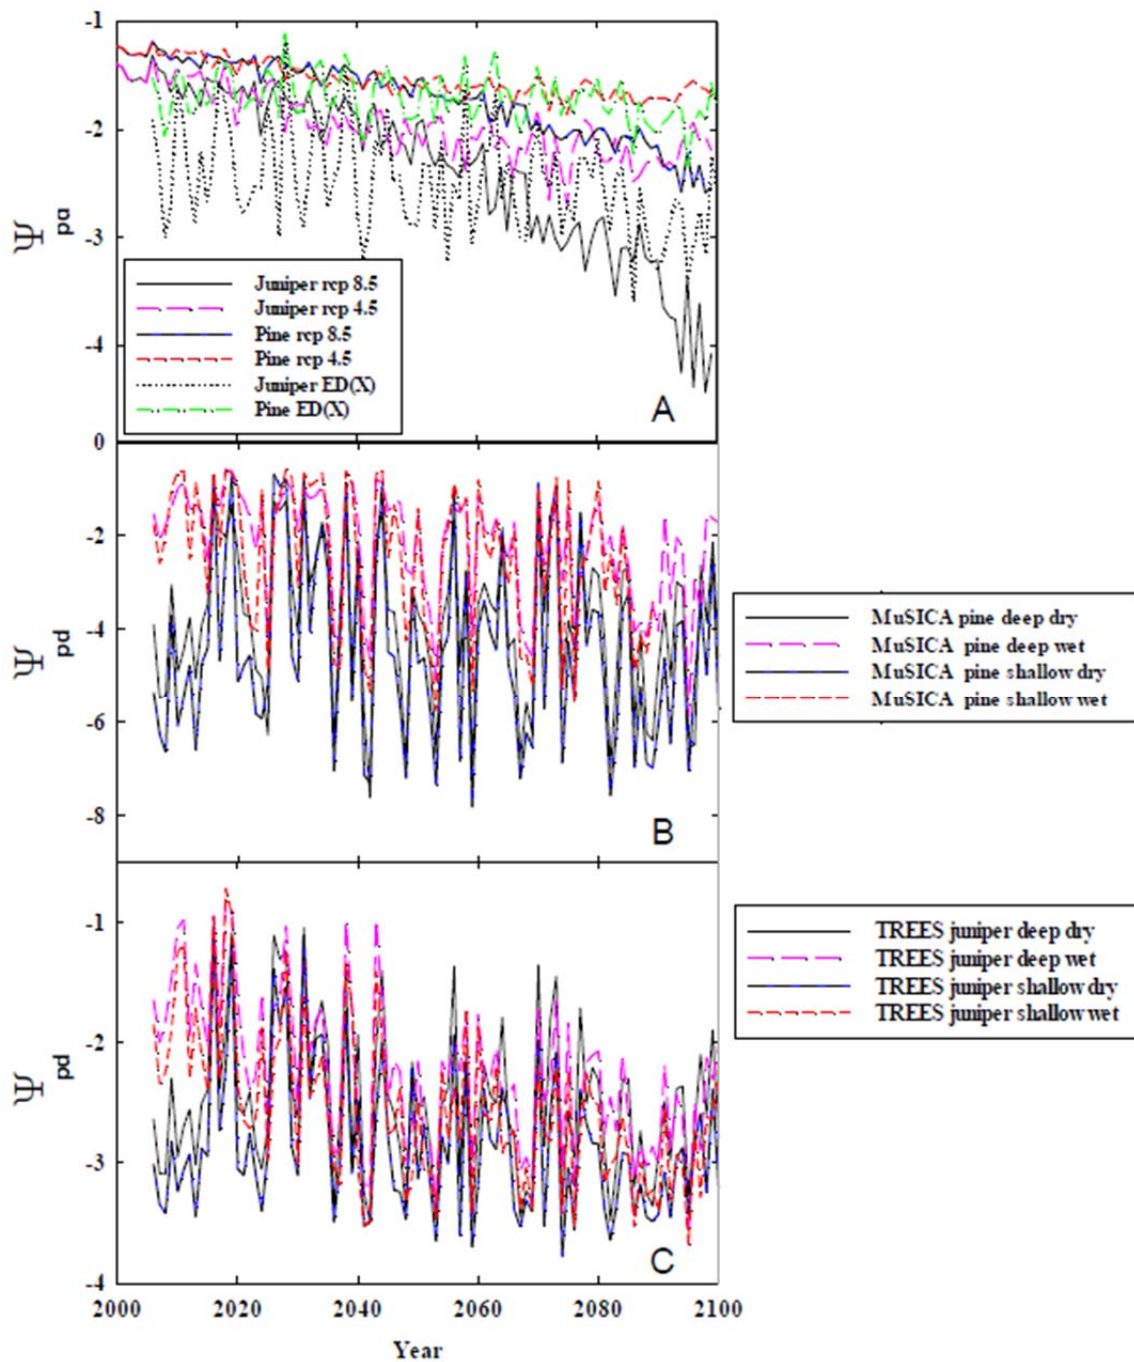 -1
-2
-3
-4
Ψ pd
Juniper rcp 8.5
Juniper rcp 4.5
Pine rcp 8.5
Pine rcp 4.5
Juniper ED(X)
Pine ED(X)
A
0
-2
-4
-6
-8
Ψ pd
B
MuSICA pine deep dry
MuSICA pine deep wet
MuSICA pine shallow dry
MuSICA pine shallow wet
-1
-2
-3
-4
Ψ pd
C
TREES juniper deep dry
TREES juniper deep wet
TREES juniper shallow dry
TREES juniper shallow wet
2000 2020 2040 2060 2080 2100
Year